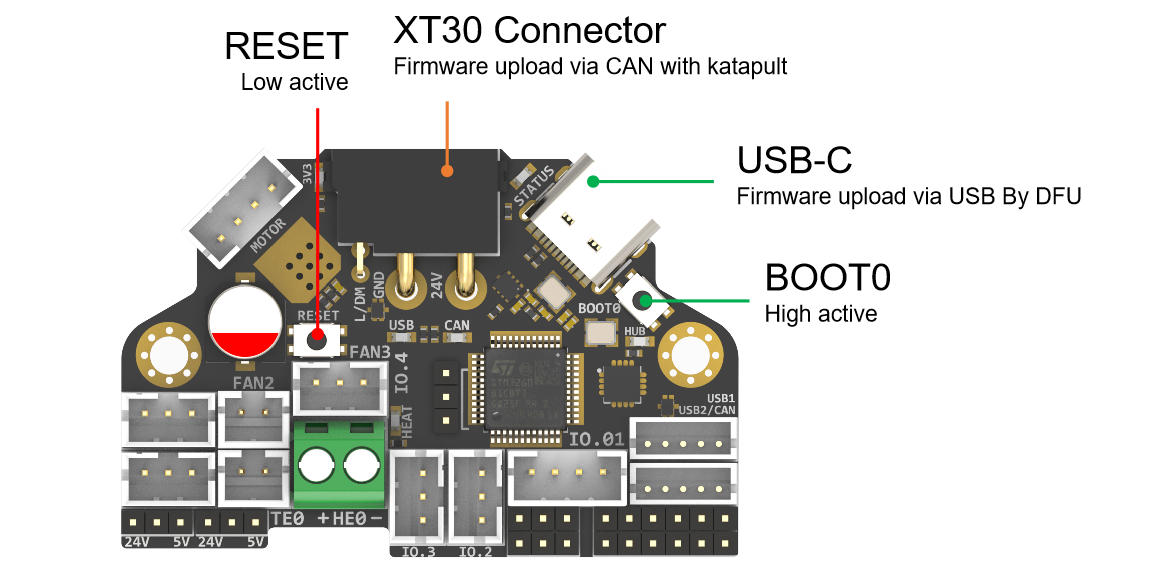 XT30 Connector
Firmware upload via CAN with katapult
RESET
Low active
USB-C
Firmware upload via USB By DFU
BOOT0
High active
3V3
STATUS
MOTOR
L/DM
GND
24V
RESET
USB
CAN
BOOT0
HUB
FAN3
IO.4
FAN2
HEAT
USB1
USB2/CAN
IO.01
TE0
+HE0-
24V
5V
24V
5V
IO.3
IO.2